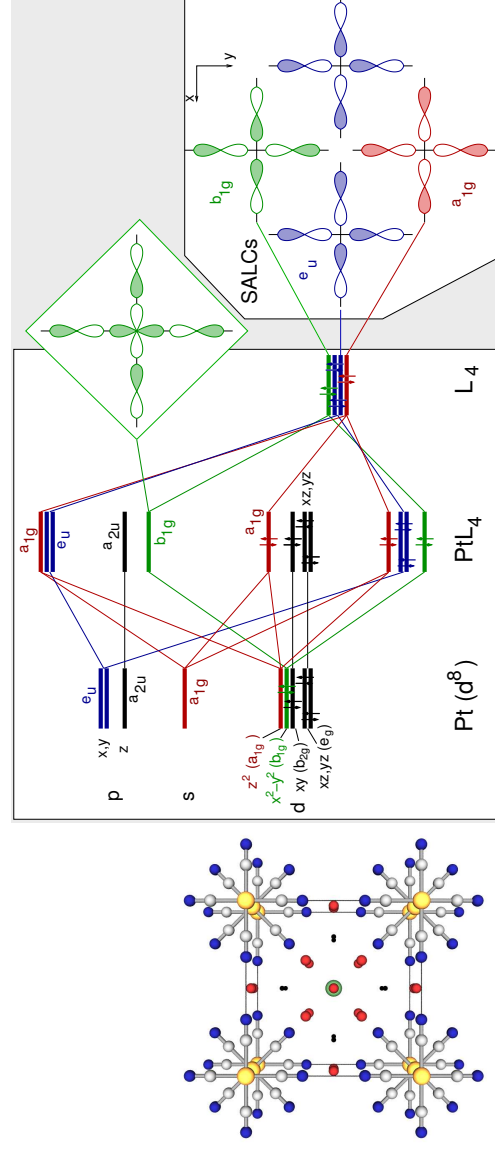 x
y
SALCs
b1g
eu
a1g
p
x,y
z
eu
a2u
s
a1g
d
z² (a1g)
x²−y² (b1g)
xy (b2g)
xz,yz (eg)
a1g
eu
a2u
b1g
a1g
xz,yz
Pt (d⁸)
PtL₄
L₄